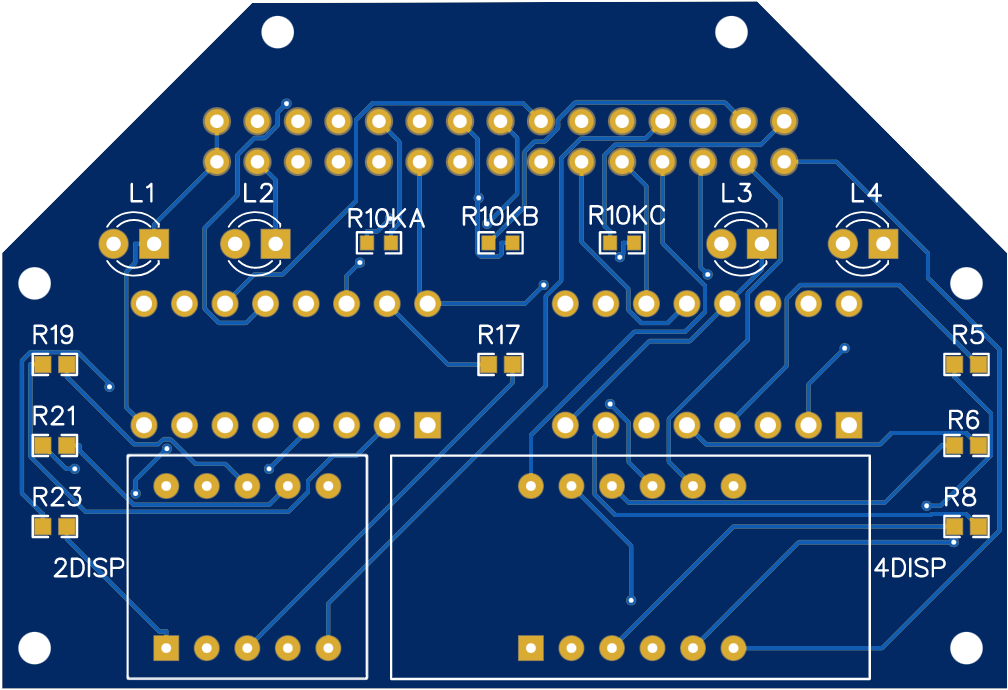 L1
L2
L3
L4
R10KA
R10KB
R10KC
R19
R17
R5
R21
R6
R23
R8
2DISP
4DISP